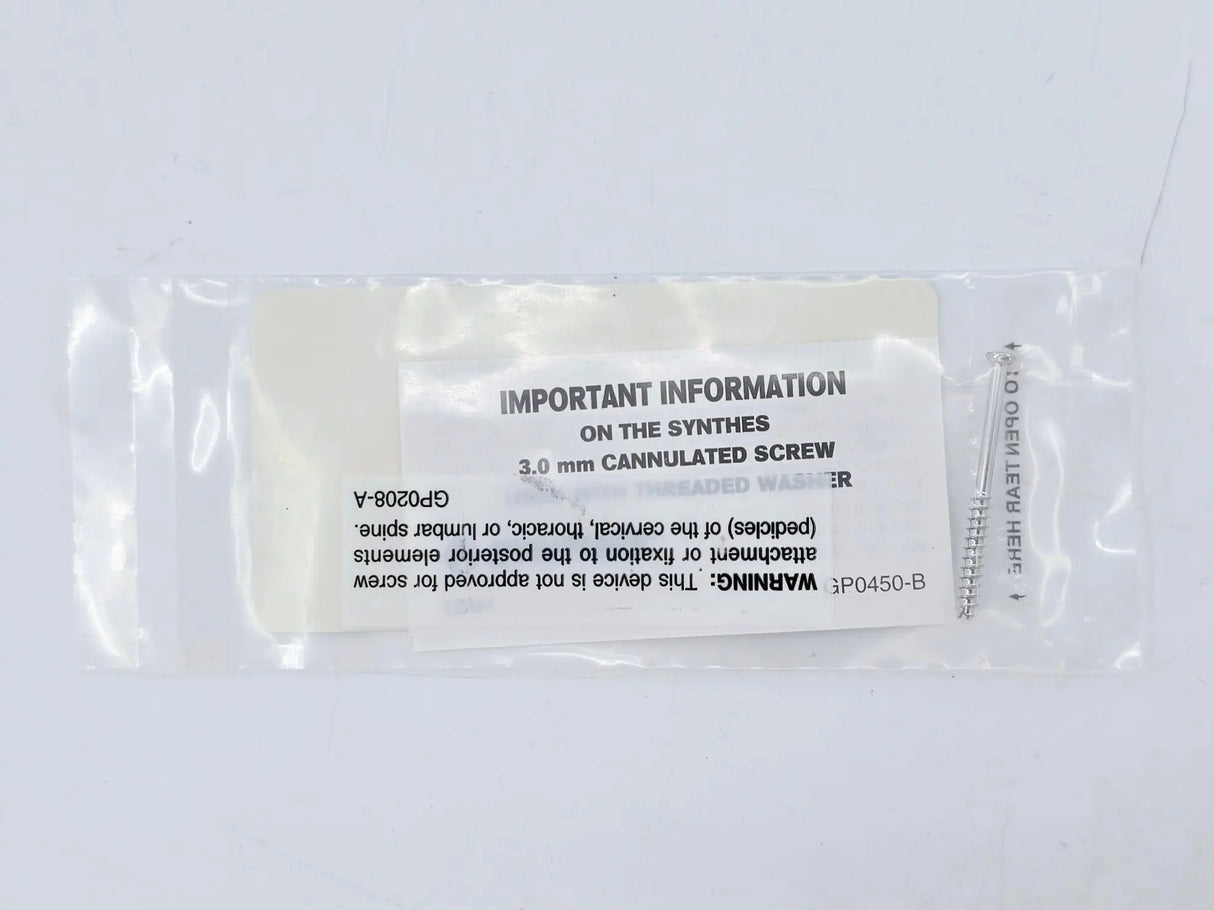 IMPORTANT INFORMATION
ON THE SYNTHES
3.0 mm CANNULATED SCREW
WITH THREADED WASHER
GP0450-B
WARNING: This device is not approved for screw
attachment or fixation to the posterior elements
(pedicles) of the cervical, thoracic, or lumbar spine.
GP0208-A
TO OPEN TEAR HERE